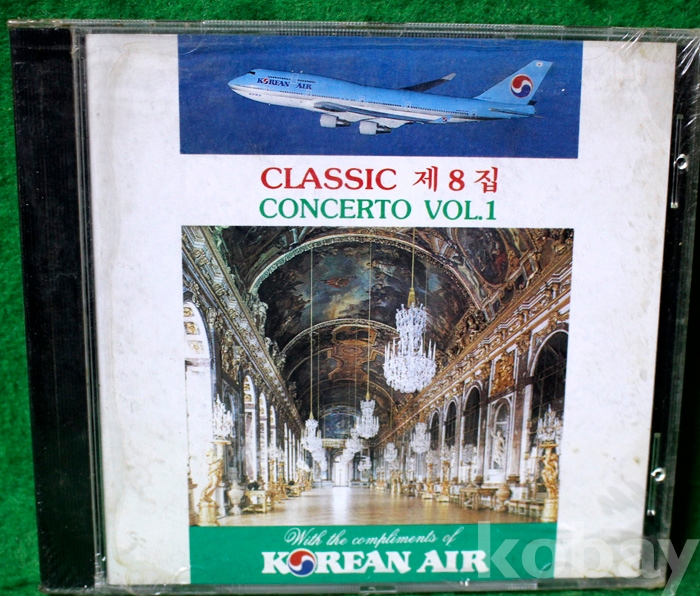 KOREAN AIR
CLASSIC 제 8 집
CONCERTO VOL.1
With the compliments of
KOREAN AIR
kobay